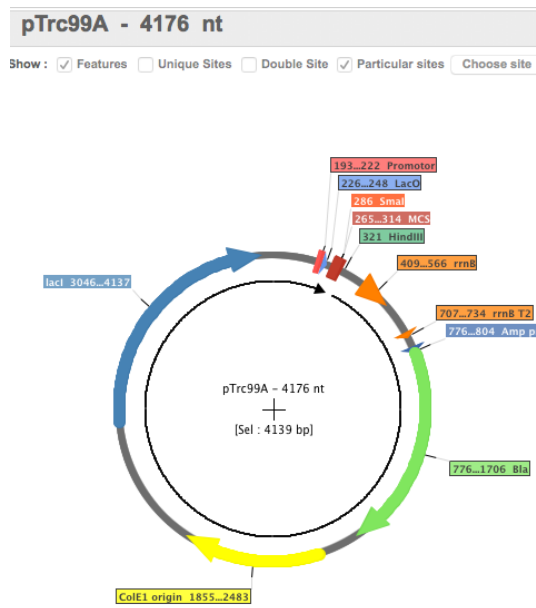 pTrc99A - 4176 nt
Show : Features Unique Sites Double Site Particular sites Choose site
193...222 Promotor
226...248 LacO
286 SmaI
265...314 MCS
321 HindIII
lacI 3046...4137
409...566 rrnB
707...734 rrnB T2
776...804 Amp p
pTrc99A - 4176 nt
[Sel : 4139 bp]
776...1706 Bla
ColE1 origin 1855...2483